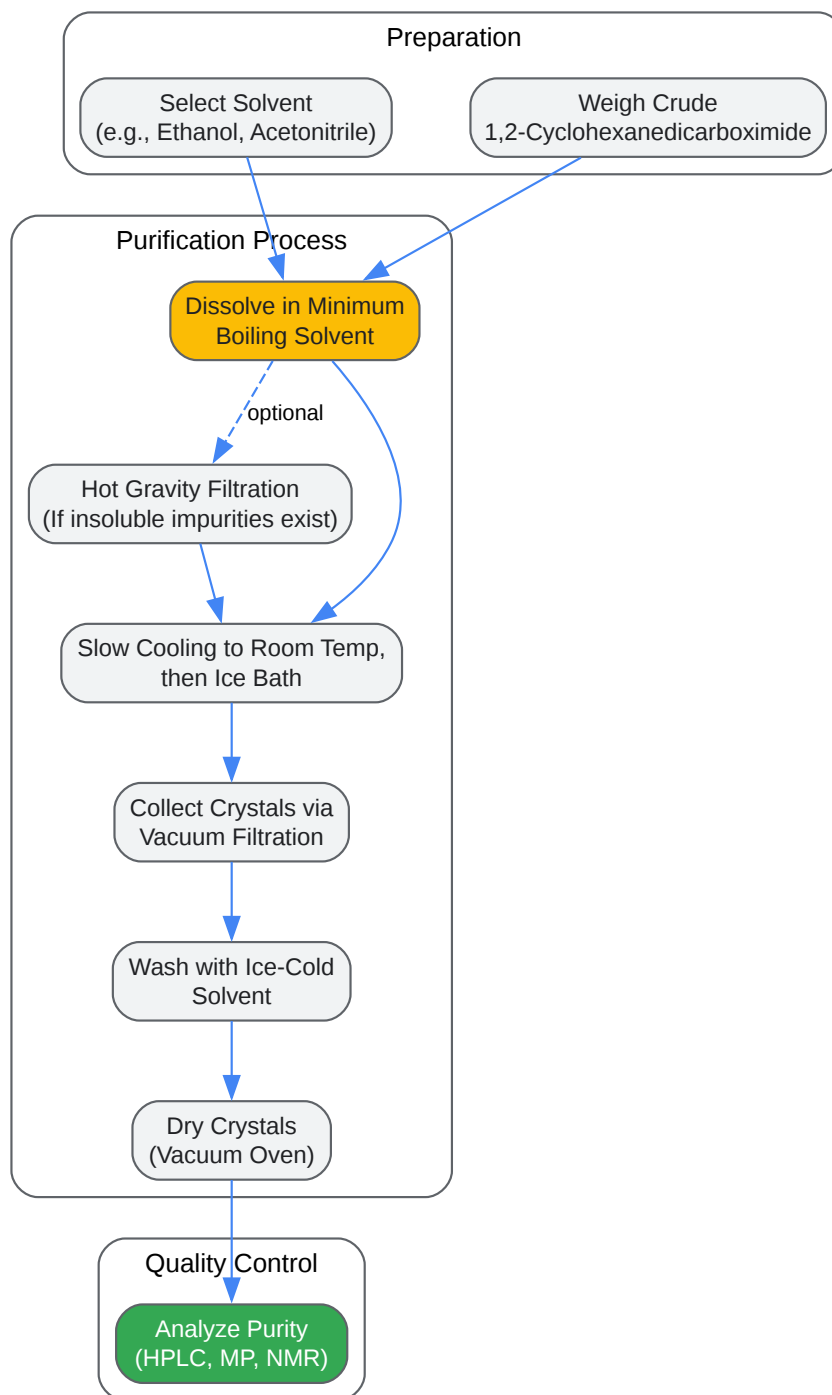 Preparation
Select Solvent
(e.g., Ethanol, Acetonitrile)
Weigh Crude
1,2-Cyclohexanedicarboximide
Purification Process
Dissolve in Minimum
Boiling Solvent
optional
Hot Gravity Filtration
(If insoluble impurities exist)
Slow Cooling to Room Temp,
then Ice Bath
Collect Crystals via
Vacuum Filtration
Wash with Ice-Cold
Solvent
Dry Crystals
(Vacuum Oven)
Quality Control
Analyze Purity
(HPLC, MP, NMR)